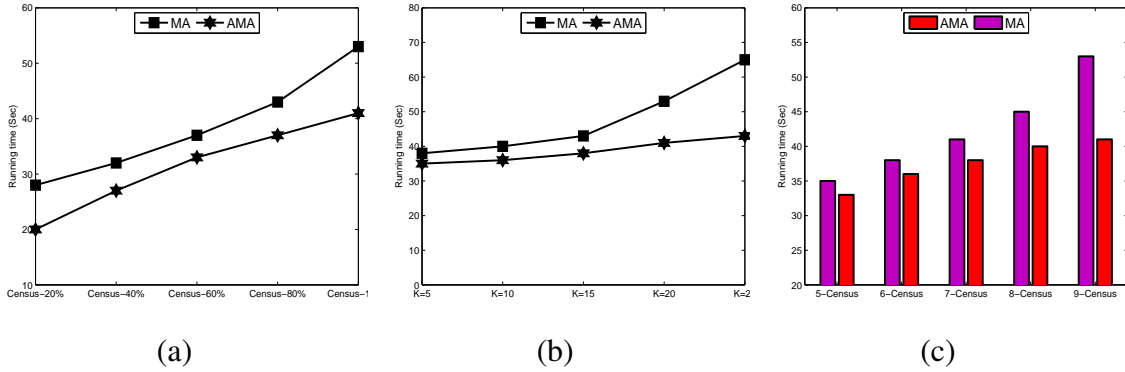 60
50
40
30
20
10
Running time (Sec)
MA AMA
Census–20% Census–40% Census–60% Census–80% Census–1
(a)
80
70
60
50
40
30
20
10
0
Running time (Sec)
MA AMA
K=5 K=10 K=15 K=20 K=2
(b)
60
55
50
45
40
35
30
25
20
Running time (Sec)
AMA MA
5–Census 6–Census 7–Census 8–Census 9–Census
(c)